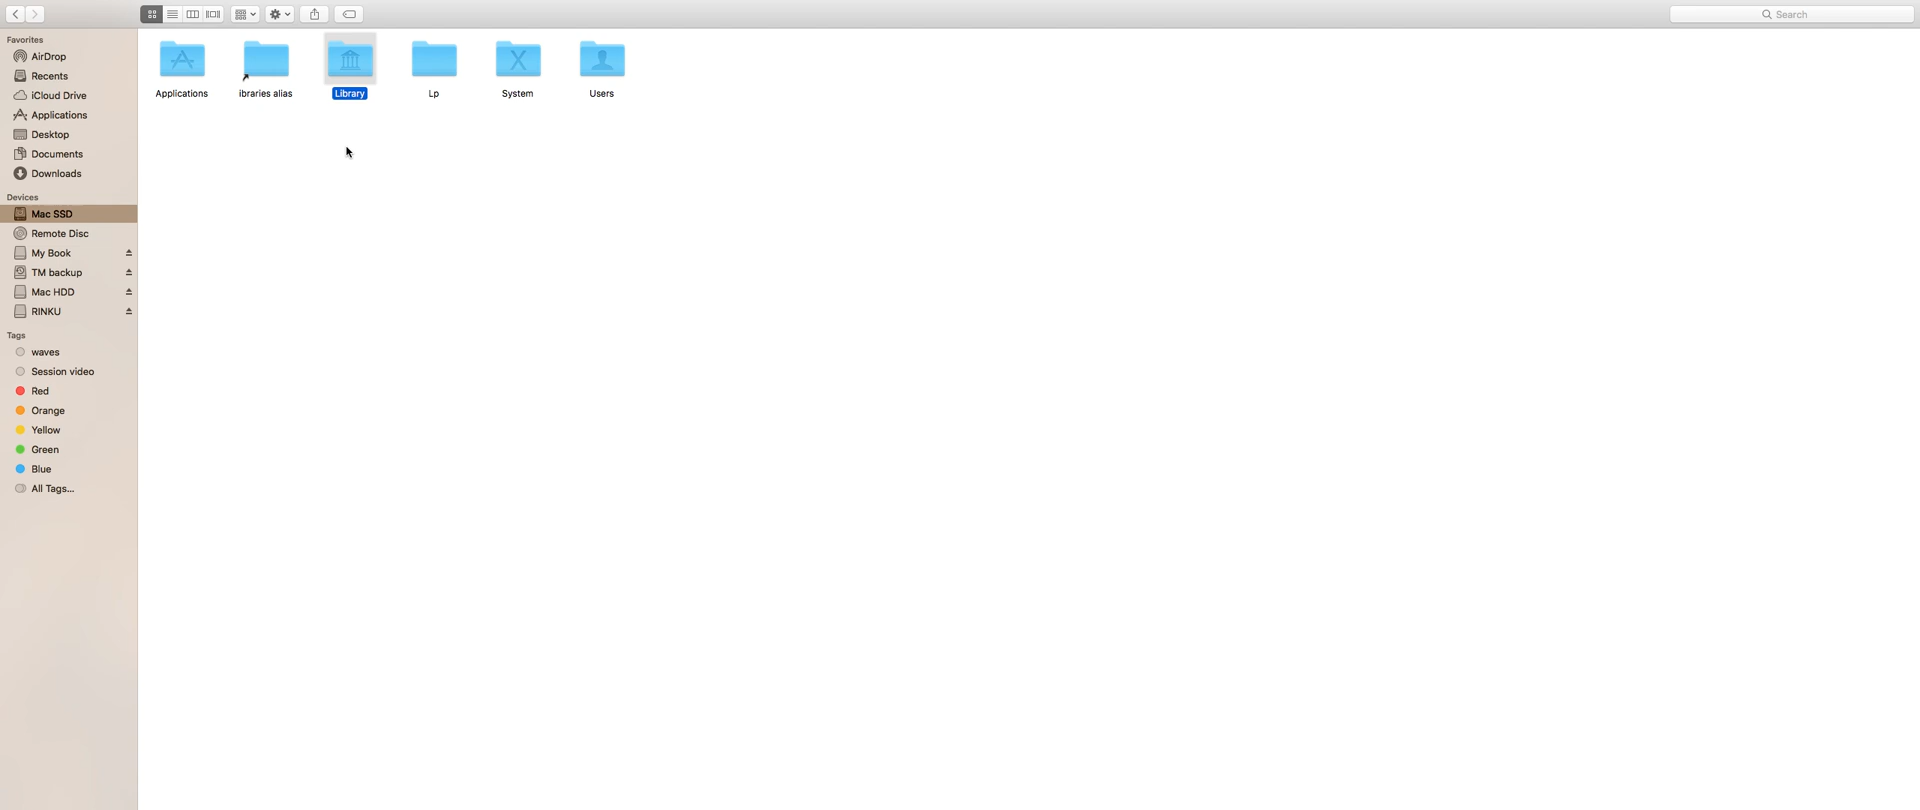 Search
Favorites
AirDrop
Recents
iCloud Drive
Applications
Desktop
Documents
Downloads
Devices
Mac SSD
Remote Disc
My Book
TM backup
Mac HDD
RINKU
Tags
waves
Session video
Red
Orange
Yellow
Green
Blue
All Tags...
Applications
ibraries alias
Library
Lp
System
Users